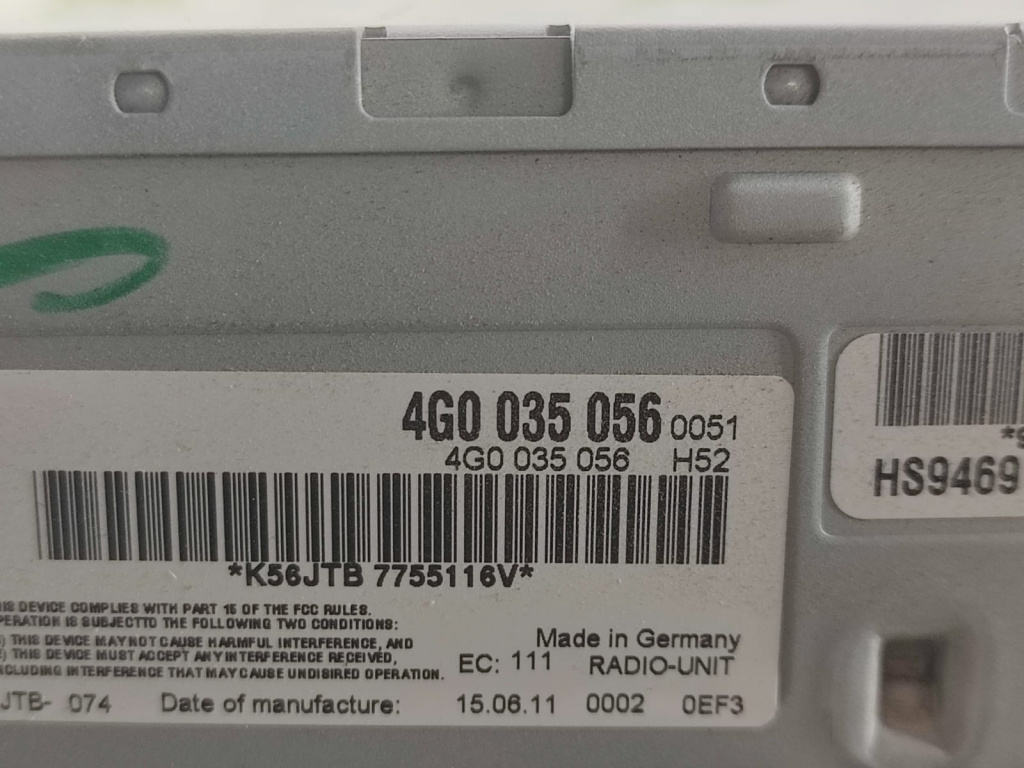 4G0 035 056 0051
4G0 035 056 H52
*K56JTB 7755116V*
HS9469
DEVICE COMPLIES WITH PART 15 OF THE FCC RULES.
IS SUBJECTTO THE FOLLOWING TWO CONDITIONS:
THIS DEVICE MAY NOT CAUSE HARMFUL INTERFERENCE, AND
THIS DEVICE MUST ACCEPT ANY INTERFERENCE RECEIVED,
INTERFERENCE THAT MAY CAUSE UNDISIRED OPERATION.
Made in Germany
EC: 111 RADIO-UNIT
JTB- 074 Date of manufacture: 15.06.11 0002 0EF3